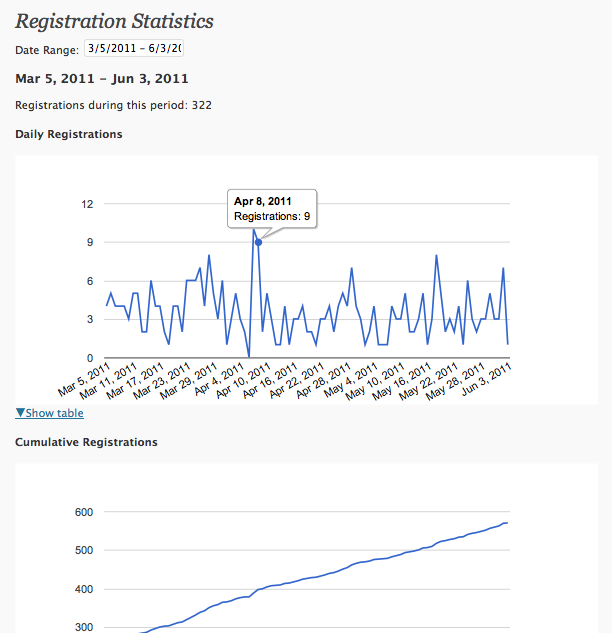 Registration Statistics
Date Range: 3/5/2011 – 6/3/20
Mar 5, 2011 – Jun 3, 2011
Registrations during this period: 322
Daily Registrations
12
9
6
3
0
Apr 8, 2011
Registrations: 9
Mar 5, 2011
Mar 11, 2011
Mar 17, 2011
Mar 23, 2011
Mar 29, 2011
Apr 4, 2011
Apr 10, 2011
Apr 16, 2011
Apr 22, 2011
Apr 28, 2011
May 4, 2011
May 10, 2011
May 16, 2011
May 22, 2011
May 28, 2011
Jun 3, 2011
▼Show table
Cumulative Registrations
600
500
400
300